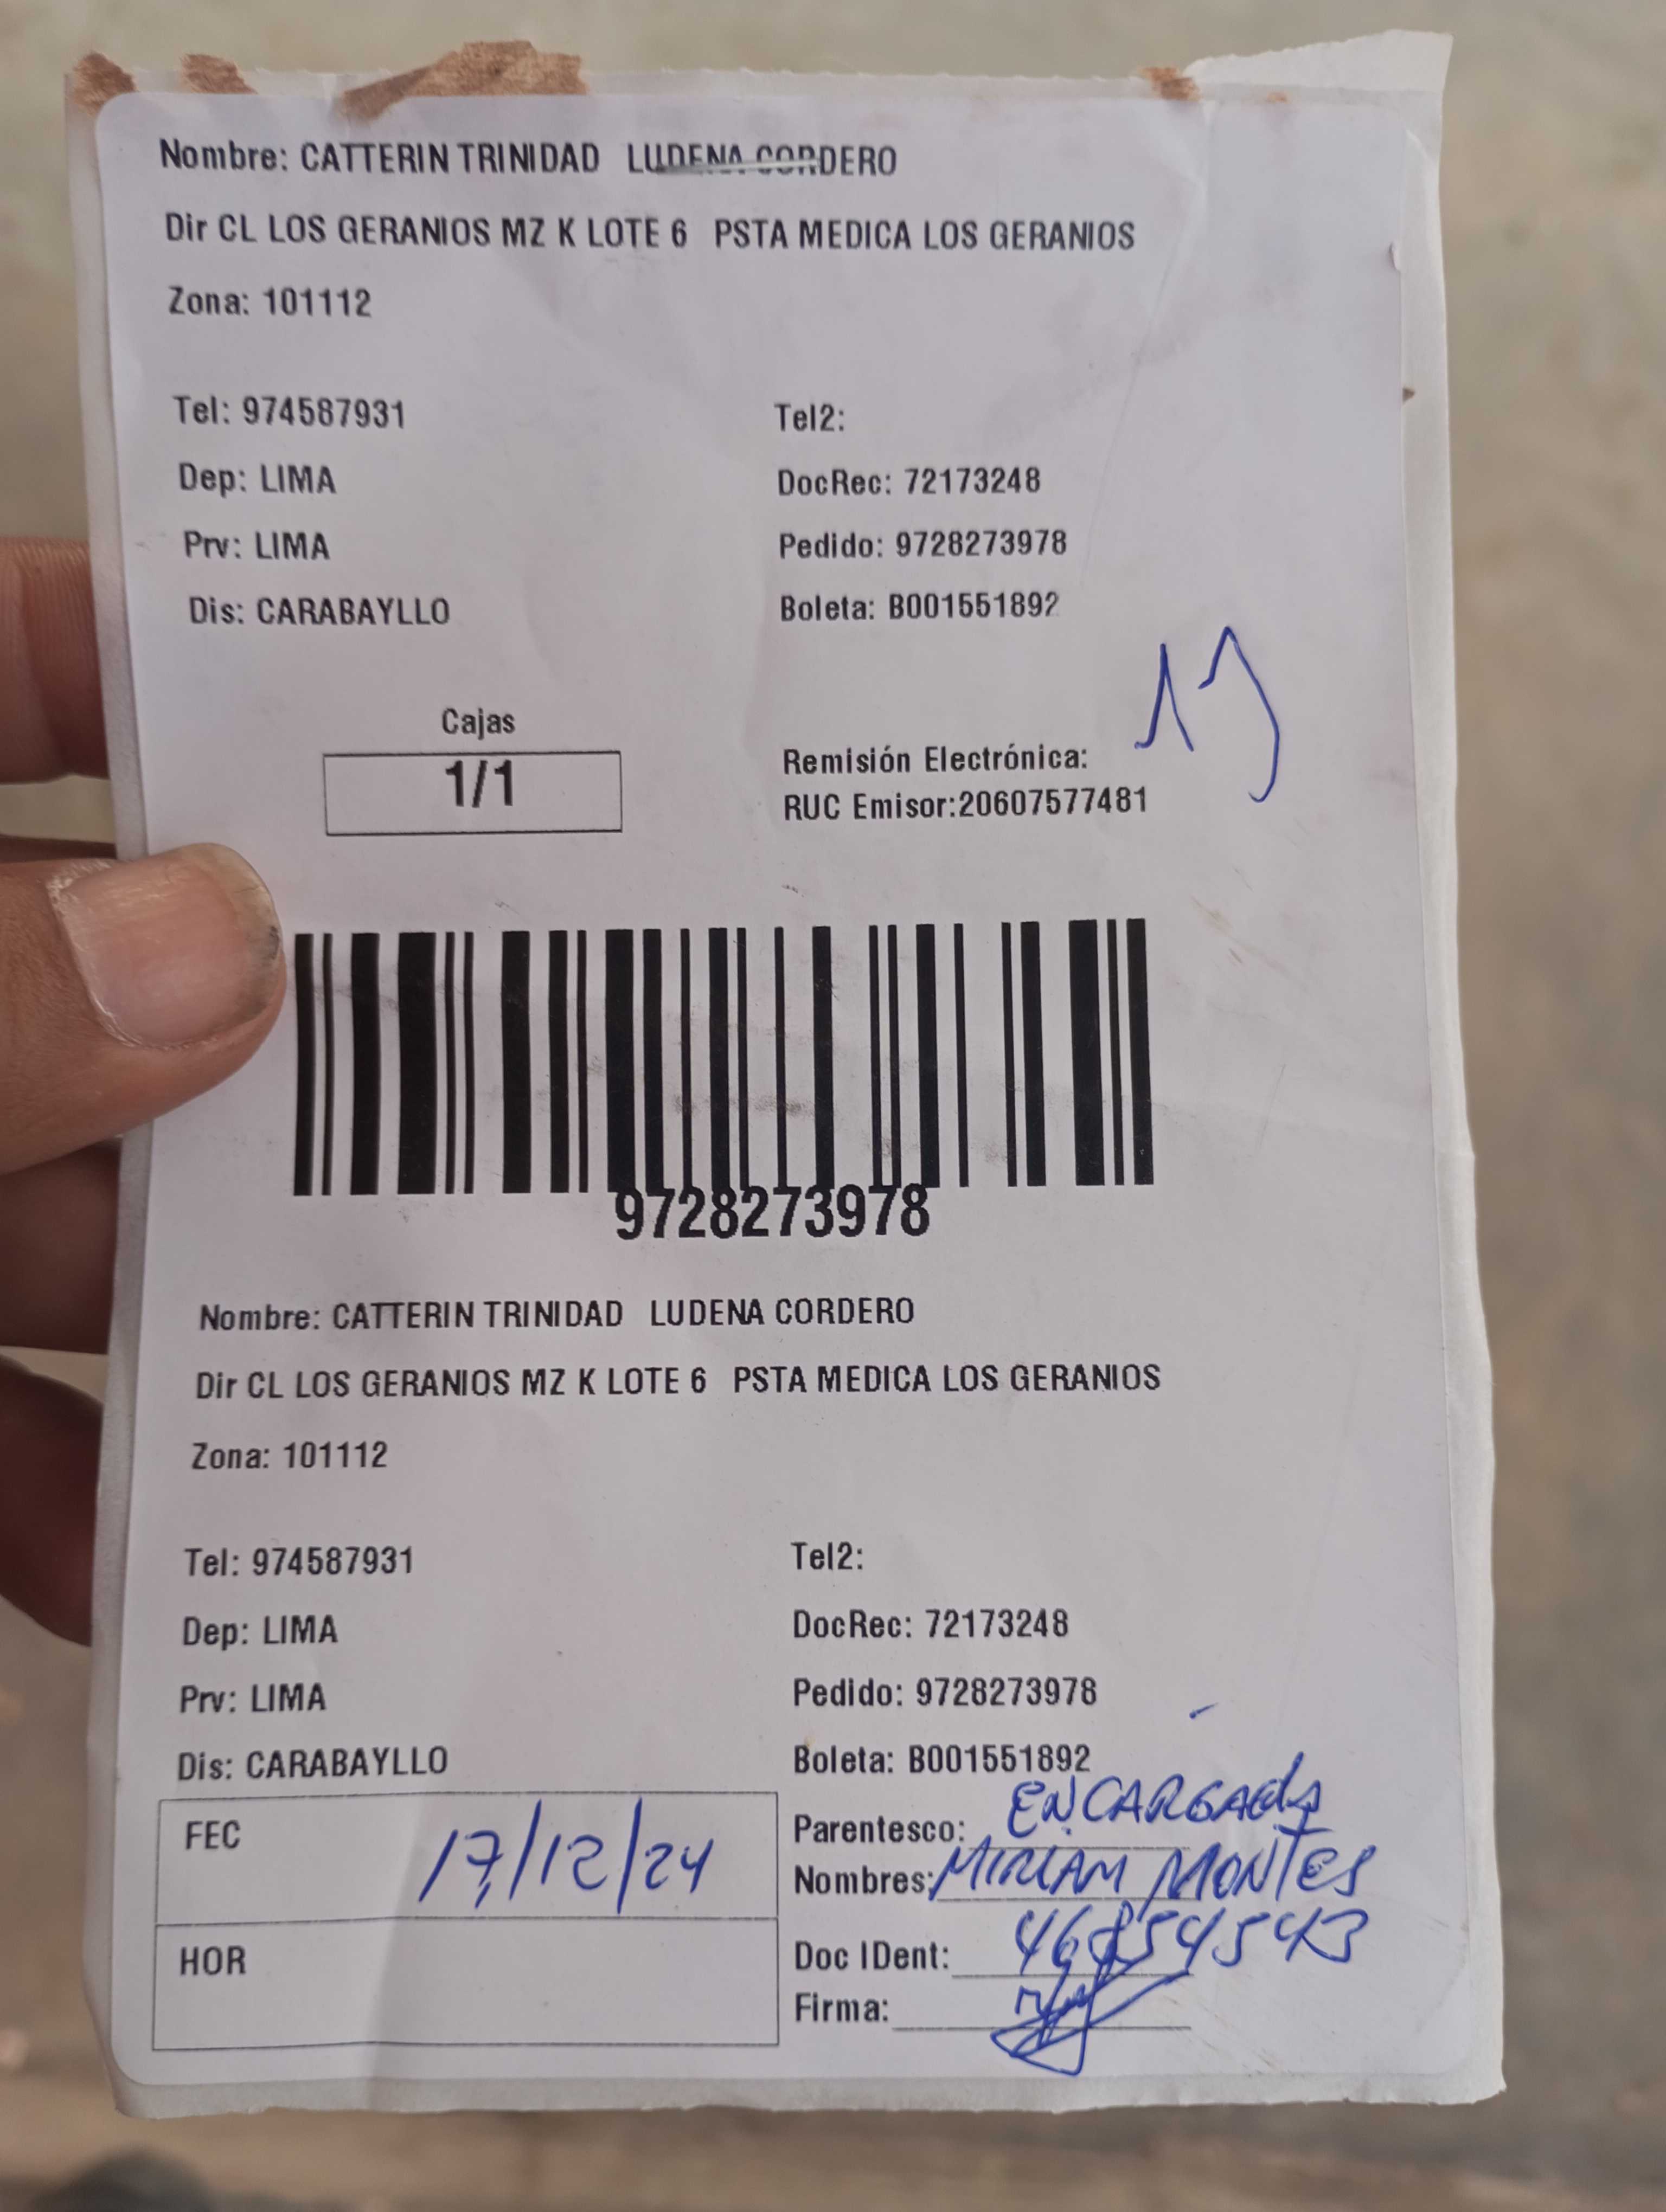 Nombre: CATTERIN TRINIDAD LUDENA CORDERO
Dir CL LOS GERANIOS MZ K LOTE 6 PSTA MEDICA LOS GERANIOS
Zona: 101112
Tel: 974587931 Tel2:
Dep: LIMA DocRec: 72173248
Prv: LIMA Pedido: 9728273978
Dis: CARABAYLLO Boleta: B001551892
Cajas
1/1
Remisión Electrónica:
RUC Emisor:20607577481
9728273978
Nombre: CATTERIN TRINIDAD LUDENA CORDERO
Dir CL LOS GERANIOS MZ K LOTE 6 PSTA MEDICA LOS GERANIOS
Zona: 101112
Tel: 974587931 Tel2:
Dep: LIMA DocRec: 72173248
Prv: LIMA Pedido: 9728273978
Dis: CARABAYLLO Boleta: B001551892
FEC 17/12/24
HOR
Parentesco: ENCARGADA
Nombres: MIRIAM MONTES
Doc IDent:
Firma: